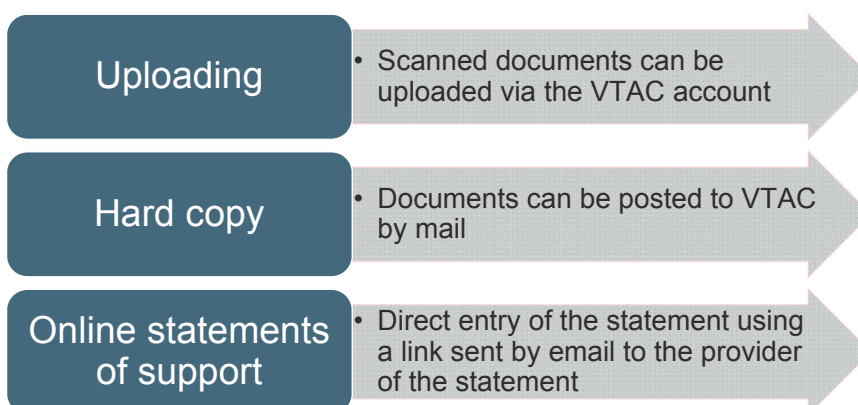 Uploading
• Scanned documents can be
uploaded via the VTAC account
Hard copy
• Documents can be posted to VTAC
by mail
Online statements
of support
• Direct entry of the statement using
a link sent by email to the provider
of the statement